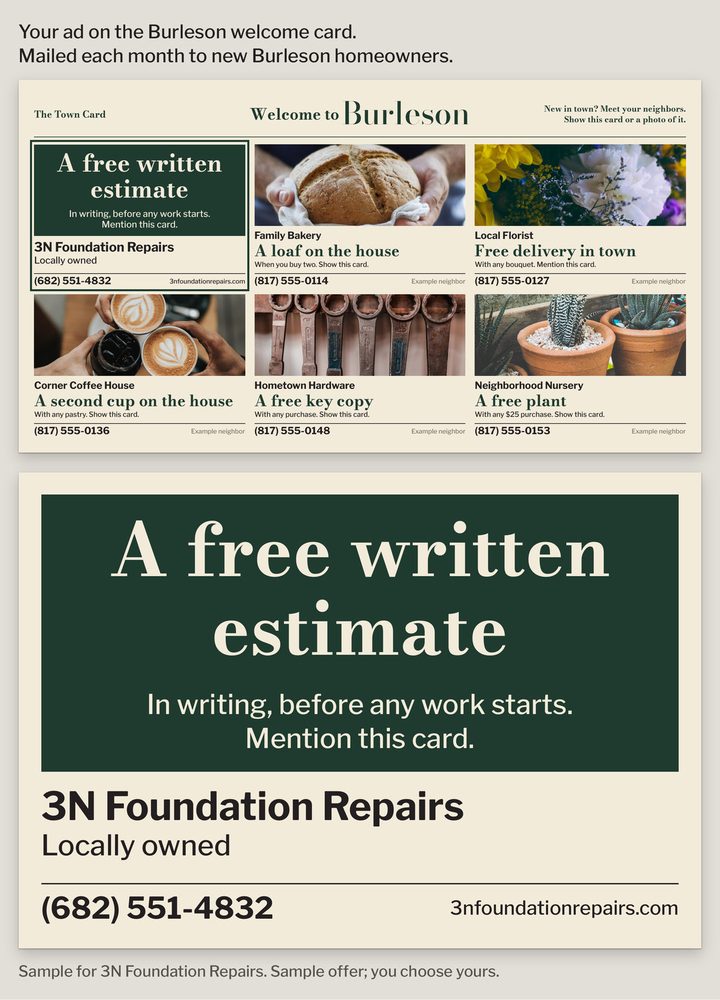 Your ad on the Burleson welcome card.
Mailed each month to new Burleson homeowners.
The Town Card
Welcome to Burleson
New in town? Meet your neighbors.
Show this card or a photo of it.
A free written
estimate
In writing, before any work starts.
Mention this card.
3N Foundation Repairs
Locally owned
(682) 551-4832
3nfoundationrepairs.com
Family Bakery
A loaf on the house
When you buy two. Show this card.
(817) 555-0114
Example neighbor
Local Florist
Free delivery in town
With any bouquet. Mention this card.
(817) 555-0127
Example neighbor
Corner Coffee House
A second cup on the house
With any pastry. Show this card.
(817) 555-0136
Example neighbor
Hometown Hardware
A free key copy
With any purchase. Show this card.
(817) 555-0148
Example neighbor
Neighborhood Nursery
A free plant
With any $25 purchase. Show this card.
(817) 555-0153
Example neighbor
A free written
estimate
In writing, before any work starts.
Mention this card.
3N Foundation Repairs
Locally owned
(682) 551-4832
3nfoundationrepairs.com
Sample for 3N Foundation Repairs. Sample offer; you choose yours.